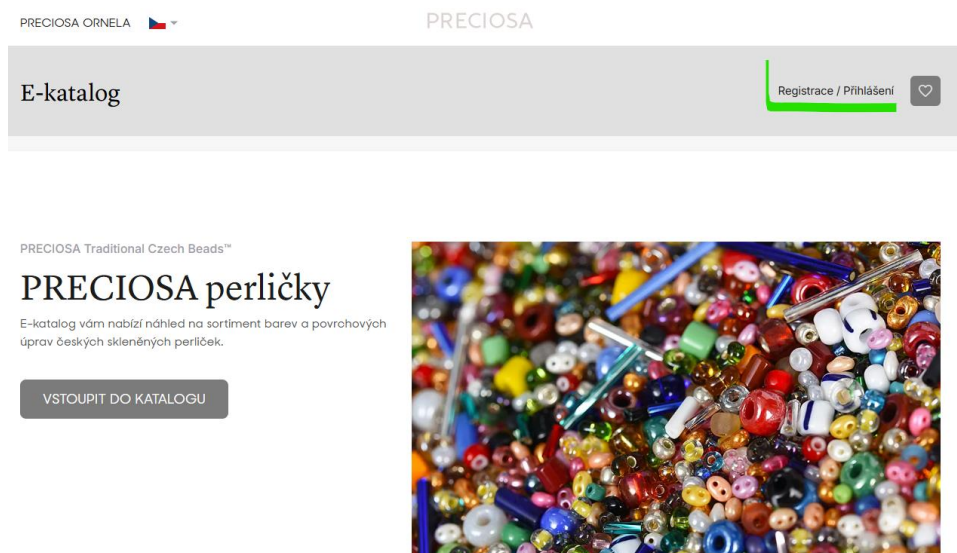 PRECIOSA ORNELA
PRECIOSA
E-katalog
Registrace / Přihlášení
PRECIOSA Traditional Czech Beads™
PRECIOSA perličky
E-katalog vám nabízí náhled na sortiment barev a povrchových
úprav českých skleněných perliček.
VSTOUPIT DO KATALOGU